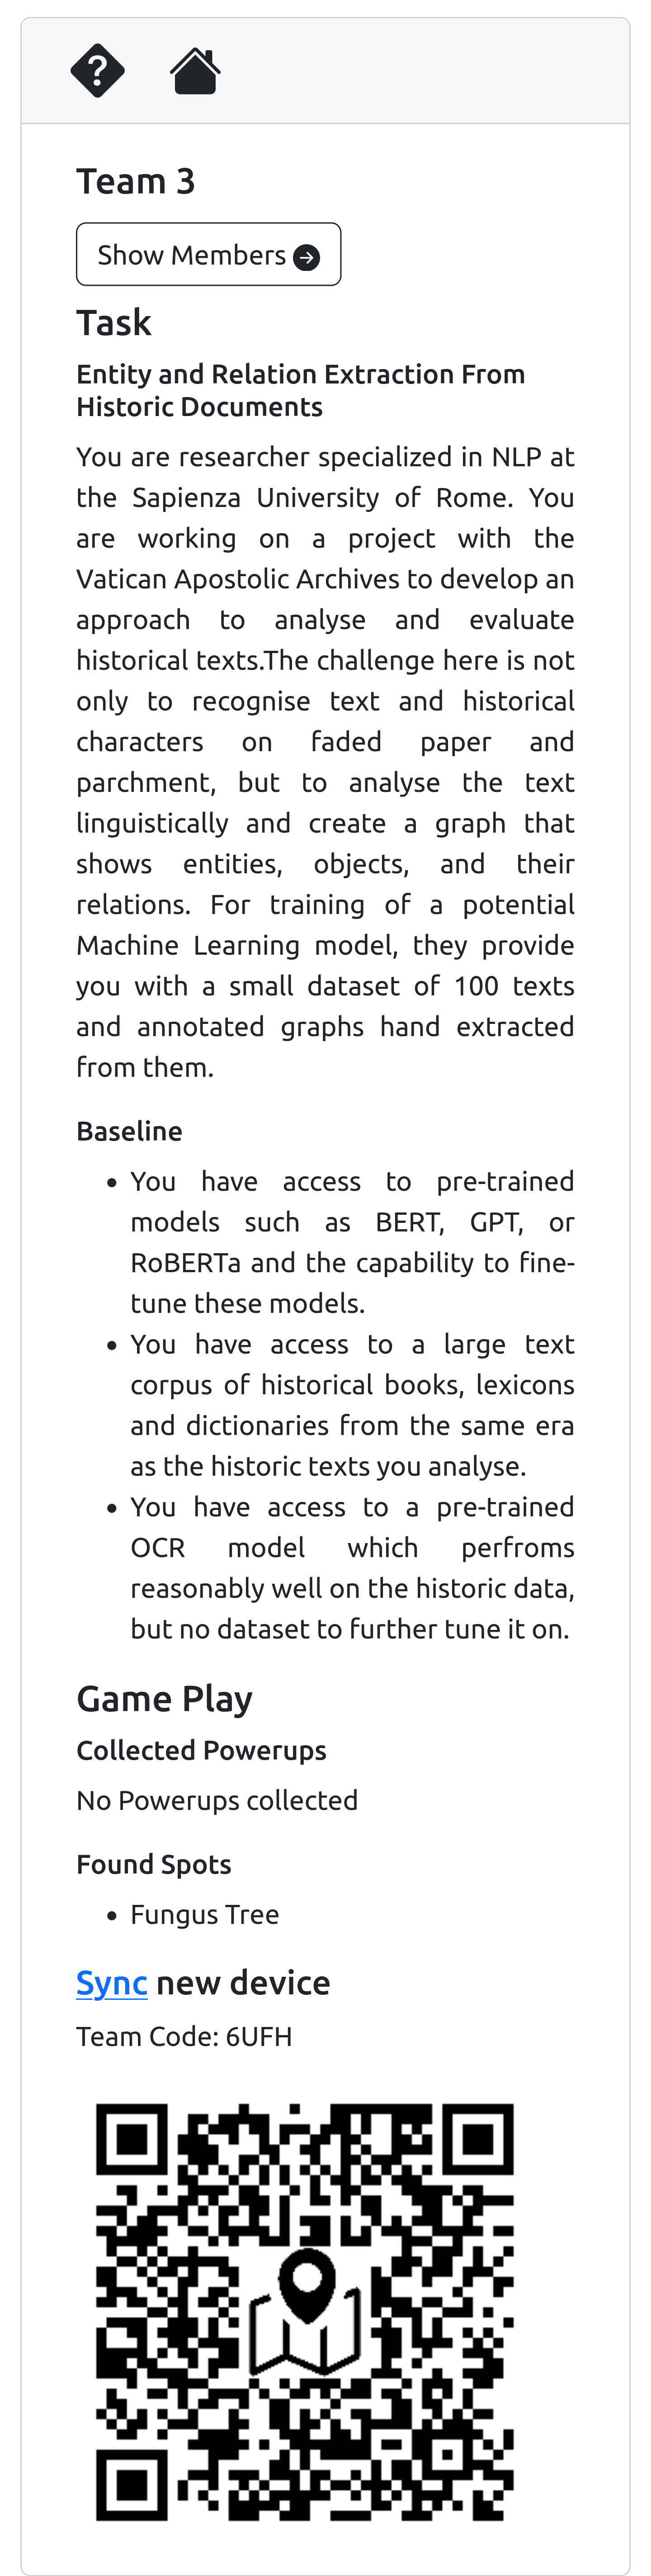 Team 3
Show Members
Task
Entity and Relation Extraction From
Historic Documents
You are researcher specialized in NLP at
the Sapienza University of Rome. You
are working on a project with the
Vatican Apostolic Archives to develop an
approach to analyse and evaluate
historical texts.The challenge here is not
only to recognise text and historical
characters on faded paper and
parchment, but to analyse the text
linguistically and create a graph that
shows entities, objects, and their
relations. For training of a potential
Machine Learning model, they provide
you with a small dataset of 100 texts
and annotated graphs hand extracted
from them.
Baseline
• You have access to pre-trained
models such as BERT, GPT, or
RoBERTa and the capability to fine-
tune these models.
• You have access to a large text
corpus of historical books, lexicons
and dictionaries from the same era
as the historic texts you analyse.
• You have access to a pre-trained
OCR model which perfroms
reasonably well on the historic data,
but no dataset to further tune it on.
Game Play
Collected Powerups
No Powerups collected
Found Spots
• Fungus Tree
Sync new device
Team Code: 6UFH